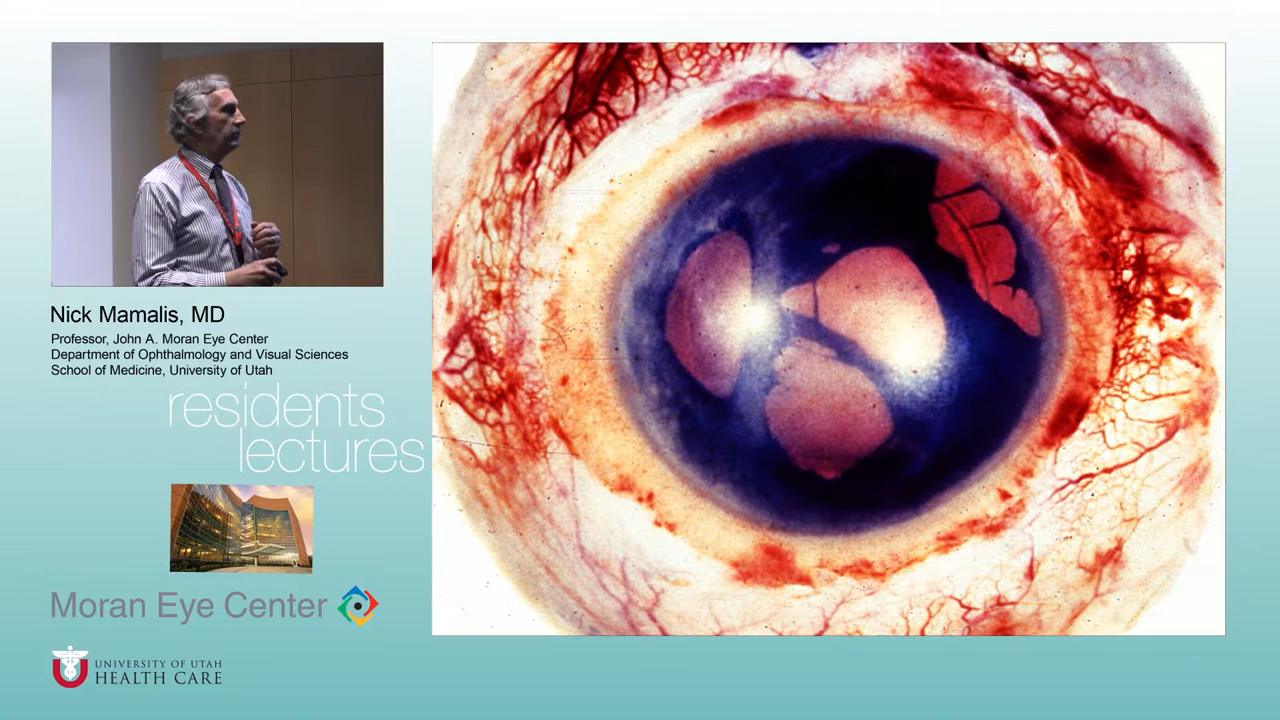 Nick Mamalis, MD
Professor, John A. Moran Eye Center
Department of Ophthalmology and Visual Sciences
School of Medicine, University of Utah
residents
lectures
Moran Eye Center
UNIVERSITY OF UTAH
HEALTH CARE